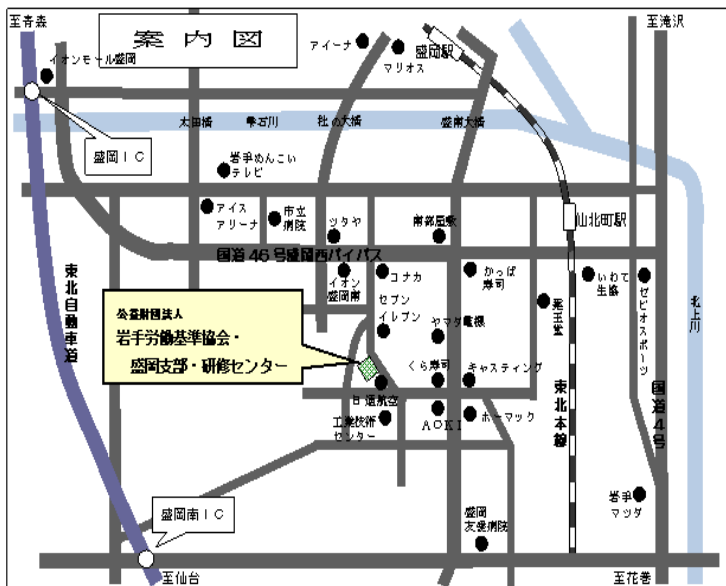 至青森
案内図
至滝沢
アイーナ
マリオス
盛岡駅
イオンモール盛岡
太田橋
雫石川
杜の大橋
盛南大橋
盛岡IC
岩手めんこい
テレビ
アイス
アリーナ
市立
病院
ツタヤ
南部屋敷
仙北町駅
国道46号盛岡西バイパス
イオン
盛岡南
コナカ
かっぱ
寿司
いわて
生協
ゼビオスポーツ
北上川
東北自動車道
セブン
イレブン
ヤマダ電機
薬王堂
公益財団法人
岩手労働基準協会・
盛岡支部・研修センター
くら寿司
キャスティング
日通航空
工業技術
センター
AOKI
ホーマック
東北本線
国道4号
盛岡南IC
盛岡
友愛病院
岩手
マツダ
至仙台
至花巻